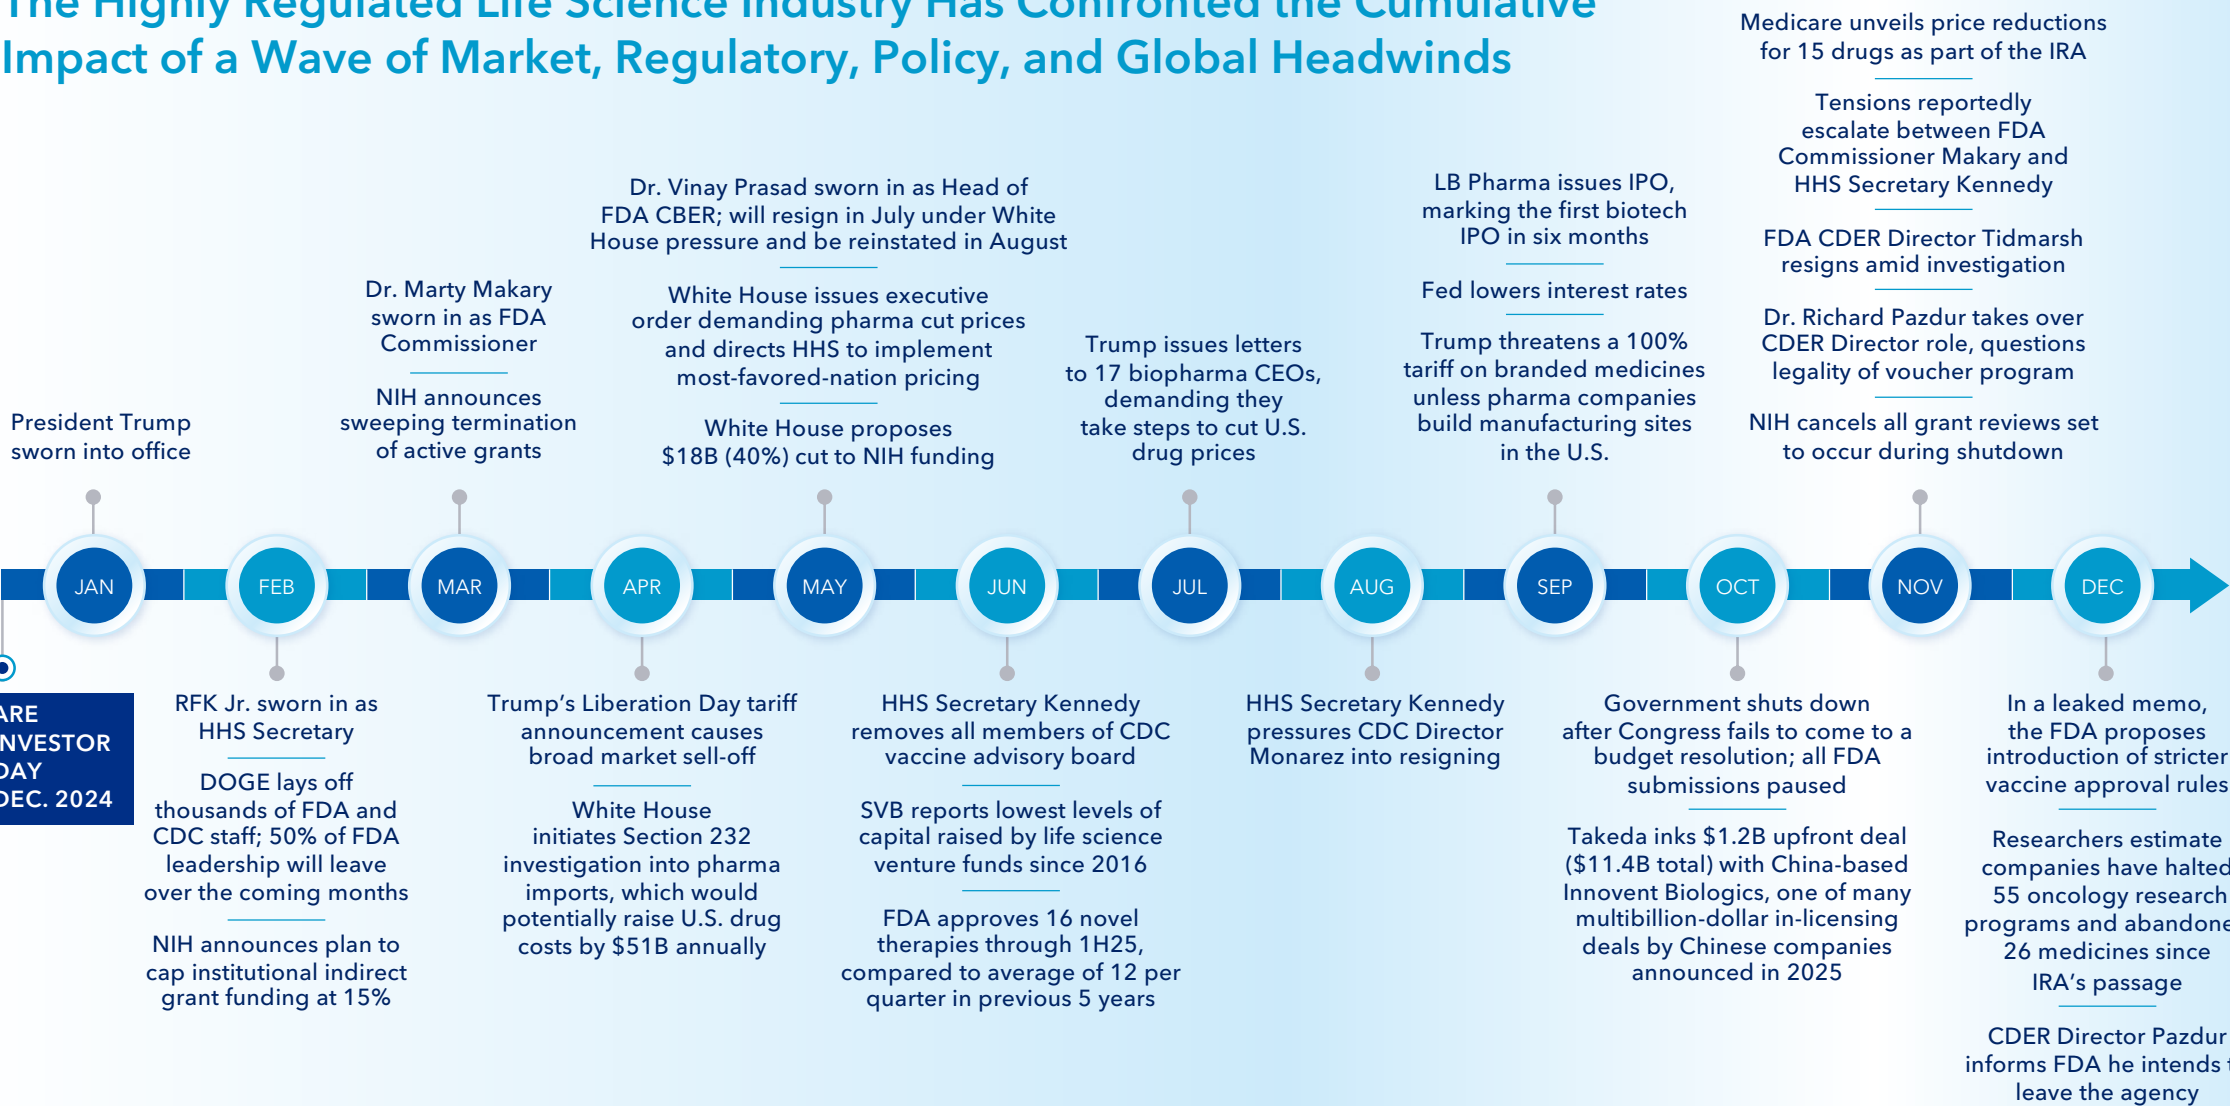 The Highly Regulated Life Science Industry Has Confronted the Cumulative
Impact of a Wave of Market, Regulatory, Policy, and Global Headwinds
President Trump
sworn into office
Dr. Marty Makary
sworn in as FDA
Commissioner
NIH announces
sweeping termination
of active grants
Dr. Vinay Prasad sworn in as Head of
FDA CBER; will resign in July under White
House pressure and be reinstated in August
White House issues executive
order demanding pharma cut prices
and directs HHS to implement
most-favored-nation pricing
White House proposes
$18B (40%) cut to NIH funding
Trump issues letters
to 17 biopharma CEOs,
demanding they
take steps to cut U.S.
drug prices
LB Pharma issues IPO,
marking the first biotech
IPO in six months
Fed lowers interest rates
Trump threatens a 100%
tariff on branded medicines
unless pharma companies
build manufacturing sites
in the U.S.
Medicare unveils price reductions
for 15 drugs as part of the IRA
Tensions reportedly
escalate between FDA
Commissioner Makary and
HHS Secretary Kennedy
FDA CDER Director Tidmarsh
resigns amid investigation
Dr. Richard Pazdur takes over
CDER Director role, questions
legality of voucher program
NIH cancels all grant reviews set
to occur during shutdown
JAN
FEB
MAR
APR
MAY
JUN
JUL
AUG
SEP
OCT
NOV
DEC
ARE
INVESTOR
DAY
DEC. 2024
RFK Jr. sworn in as
HHS Secretary
DOGE lays off
thousands of FDA and
CDC staff; 50% of FDA
leadership will leave
over the coming months
NIH announces plan to
cap institutional indirect
grant funding at 15%
Trump's Liberation Day tariff
announcement causes
broad market sell-off
White House
initiates Section 232
investigation into pharma
imports, which would
potentially raise U.S. drug
costs by $51B annually
HHS Secretary Kennedy
removes all members of CDC
vaccine advisory board
SVB reports lowest levels of
capital raised by life science
venture funds since 2016
FDA approves 16 novel
therapies through 1H25,
compared to average of 12 per
quarter in previous 5 years
HHS Secretary Kennedy
pressures CDC Director
Monarez into resigning
Government shuts down
after Congress fails to come to a
budget resolution; all FDA
submissions paused
Takeda inks $1.2B upfront deal
($11.4B total) with China-based
Innovent Biologics, one of many
multibillion-dollar in-licensing
deals by Chinese companies
announced in 2025
In a leaked memo,
the FDA proposes
introduction of stricter
vaccine approval rules
Researchers estimate
companies have halted
55 oncology research
programs and abandone
26 medicines since
IRA's passage
CDER Director Pazdur
informs FDA he intends
leave the agency